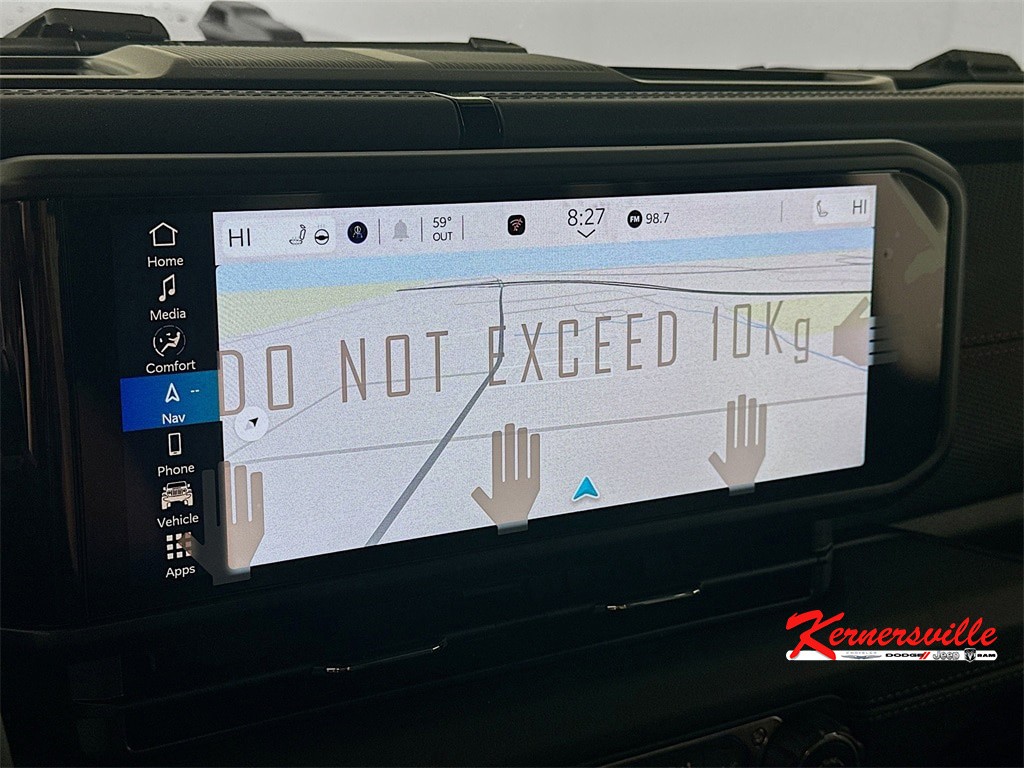 HI
59°
OUT
8:27
FM 98.7
HI
Home
Media
Comfort
Nav --
Phone
Vehicle
Apps
DO NOT EXCEED 10Kg
Kernersville
CHRYSLER DODGE Jeep RAM